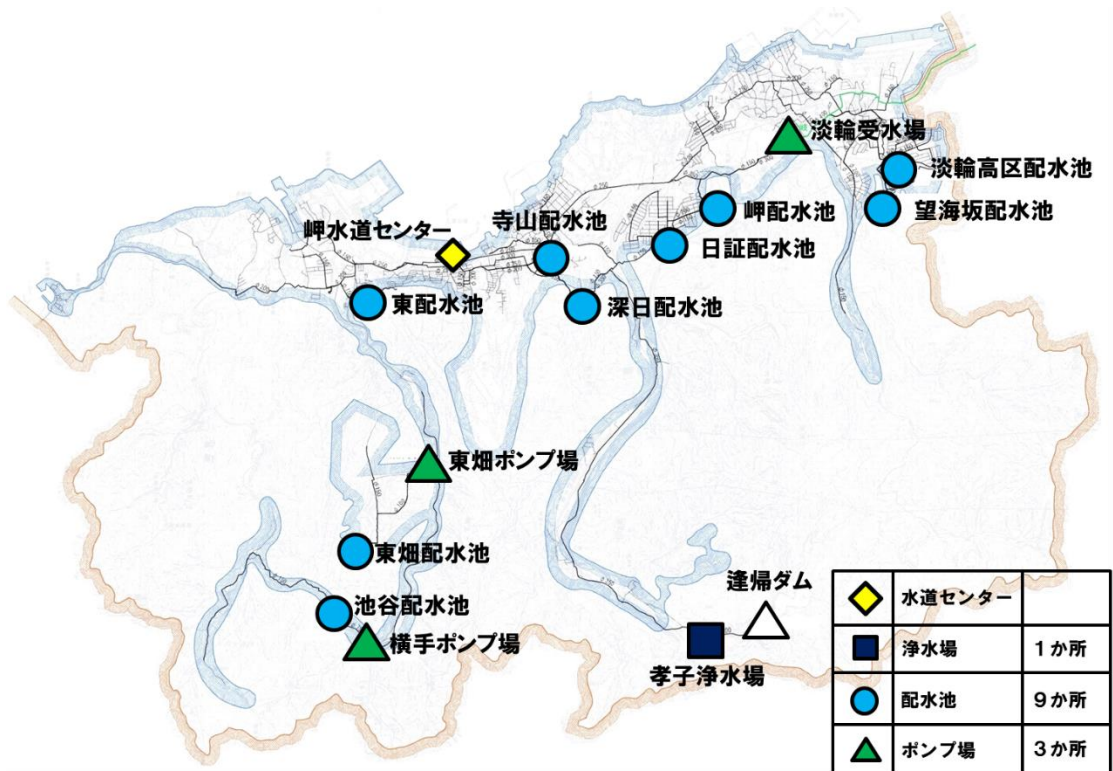 淡輪受水場
淡輪高区配水池
望海坂配水池
岬配水池
日証配水池
寺山配水池
岬水道センター
東配水池
深日配水池
東畑ポンプ場
東畑配水池
池谷配水池
横手ポンプ場
逢帰ダム
孝子浄水場
水道センター
浄水場 1か所
配水池 9か所
ポンプ場 3か所